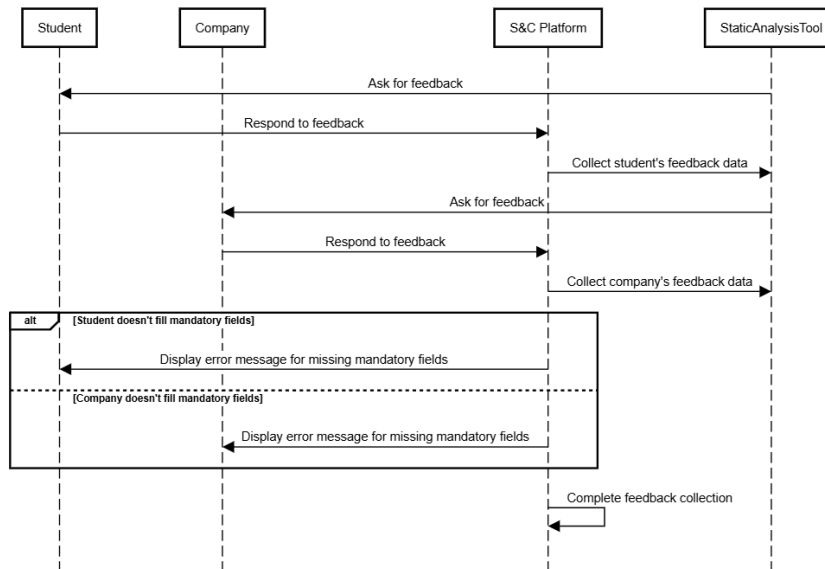 Student
Company
S&C Platform
StaticAnalysisTool
Ask for feedback
Respond to feedback
Collect student's feedback data
Ask for feedback
Respond to feedback
Collect company's feedback data
alt [Student doesn't fill mandatory fields]
Display error message for missing mandatory fields
[Company doesn't fill mandatory fields]
Display error message for missing mandatory fields
Complete feedback collection